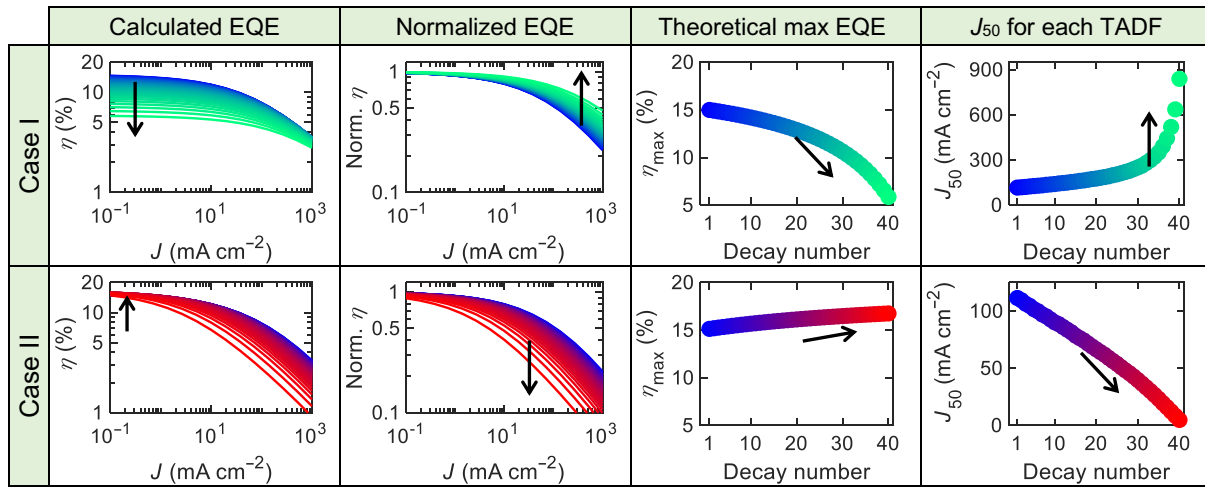 Calculated EQE
Normalized EQE
Theoretical max EQE
J₅₀ for each TADF
Case I
η (%)
20
10
5
1
10⁻¹
10¹
10³
J (mA cm⁻²)
Norm. η
1
0.5
0.1
10⁻¹
10¹
10³
J (mA cm⁻²)
ηmax (%)
20
15
10
5
1
10
20
30
40
Decay number
J₅₀ (mA cm⁻²)
900
600
300
0
1
10
20
30
40
Decay number
Case II
η (%)
20
10
5
1
10⁻¹
10¹
10³
J (mA cm⁻²)
Norm. η
1
0.5
0.1
10⁻¹
10¹
10³
J (mA cm⁻²)
ηmax (%)
20
15
10
5
1
10
20
30
40
Decay number
J₅₀ (mA cm⁻²)
100
50
0
1
10
20
30
40
Decay number